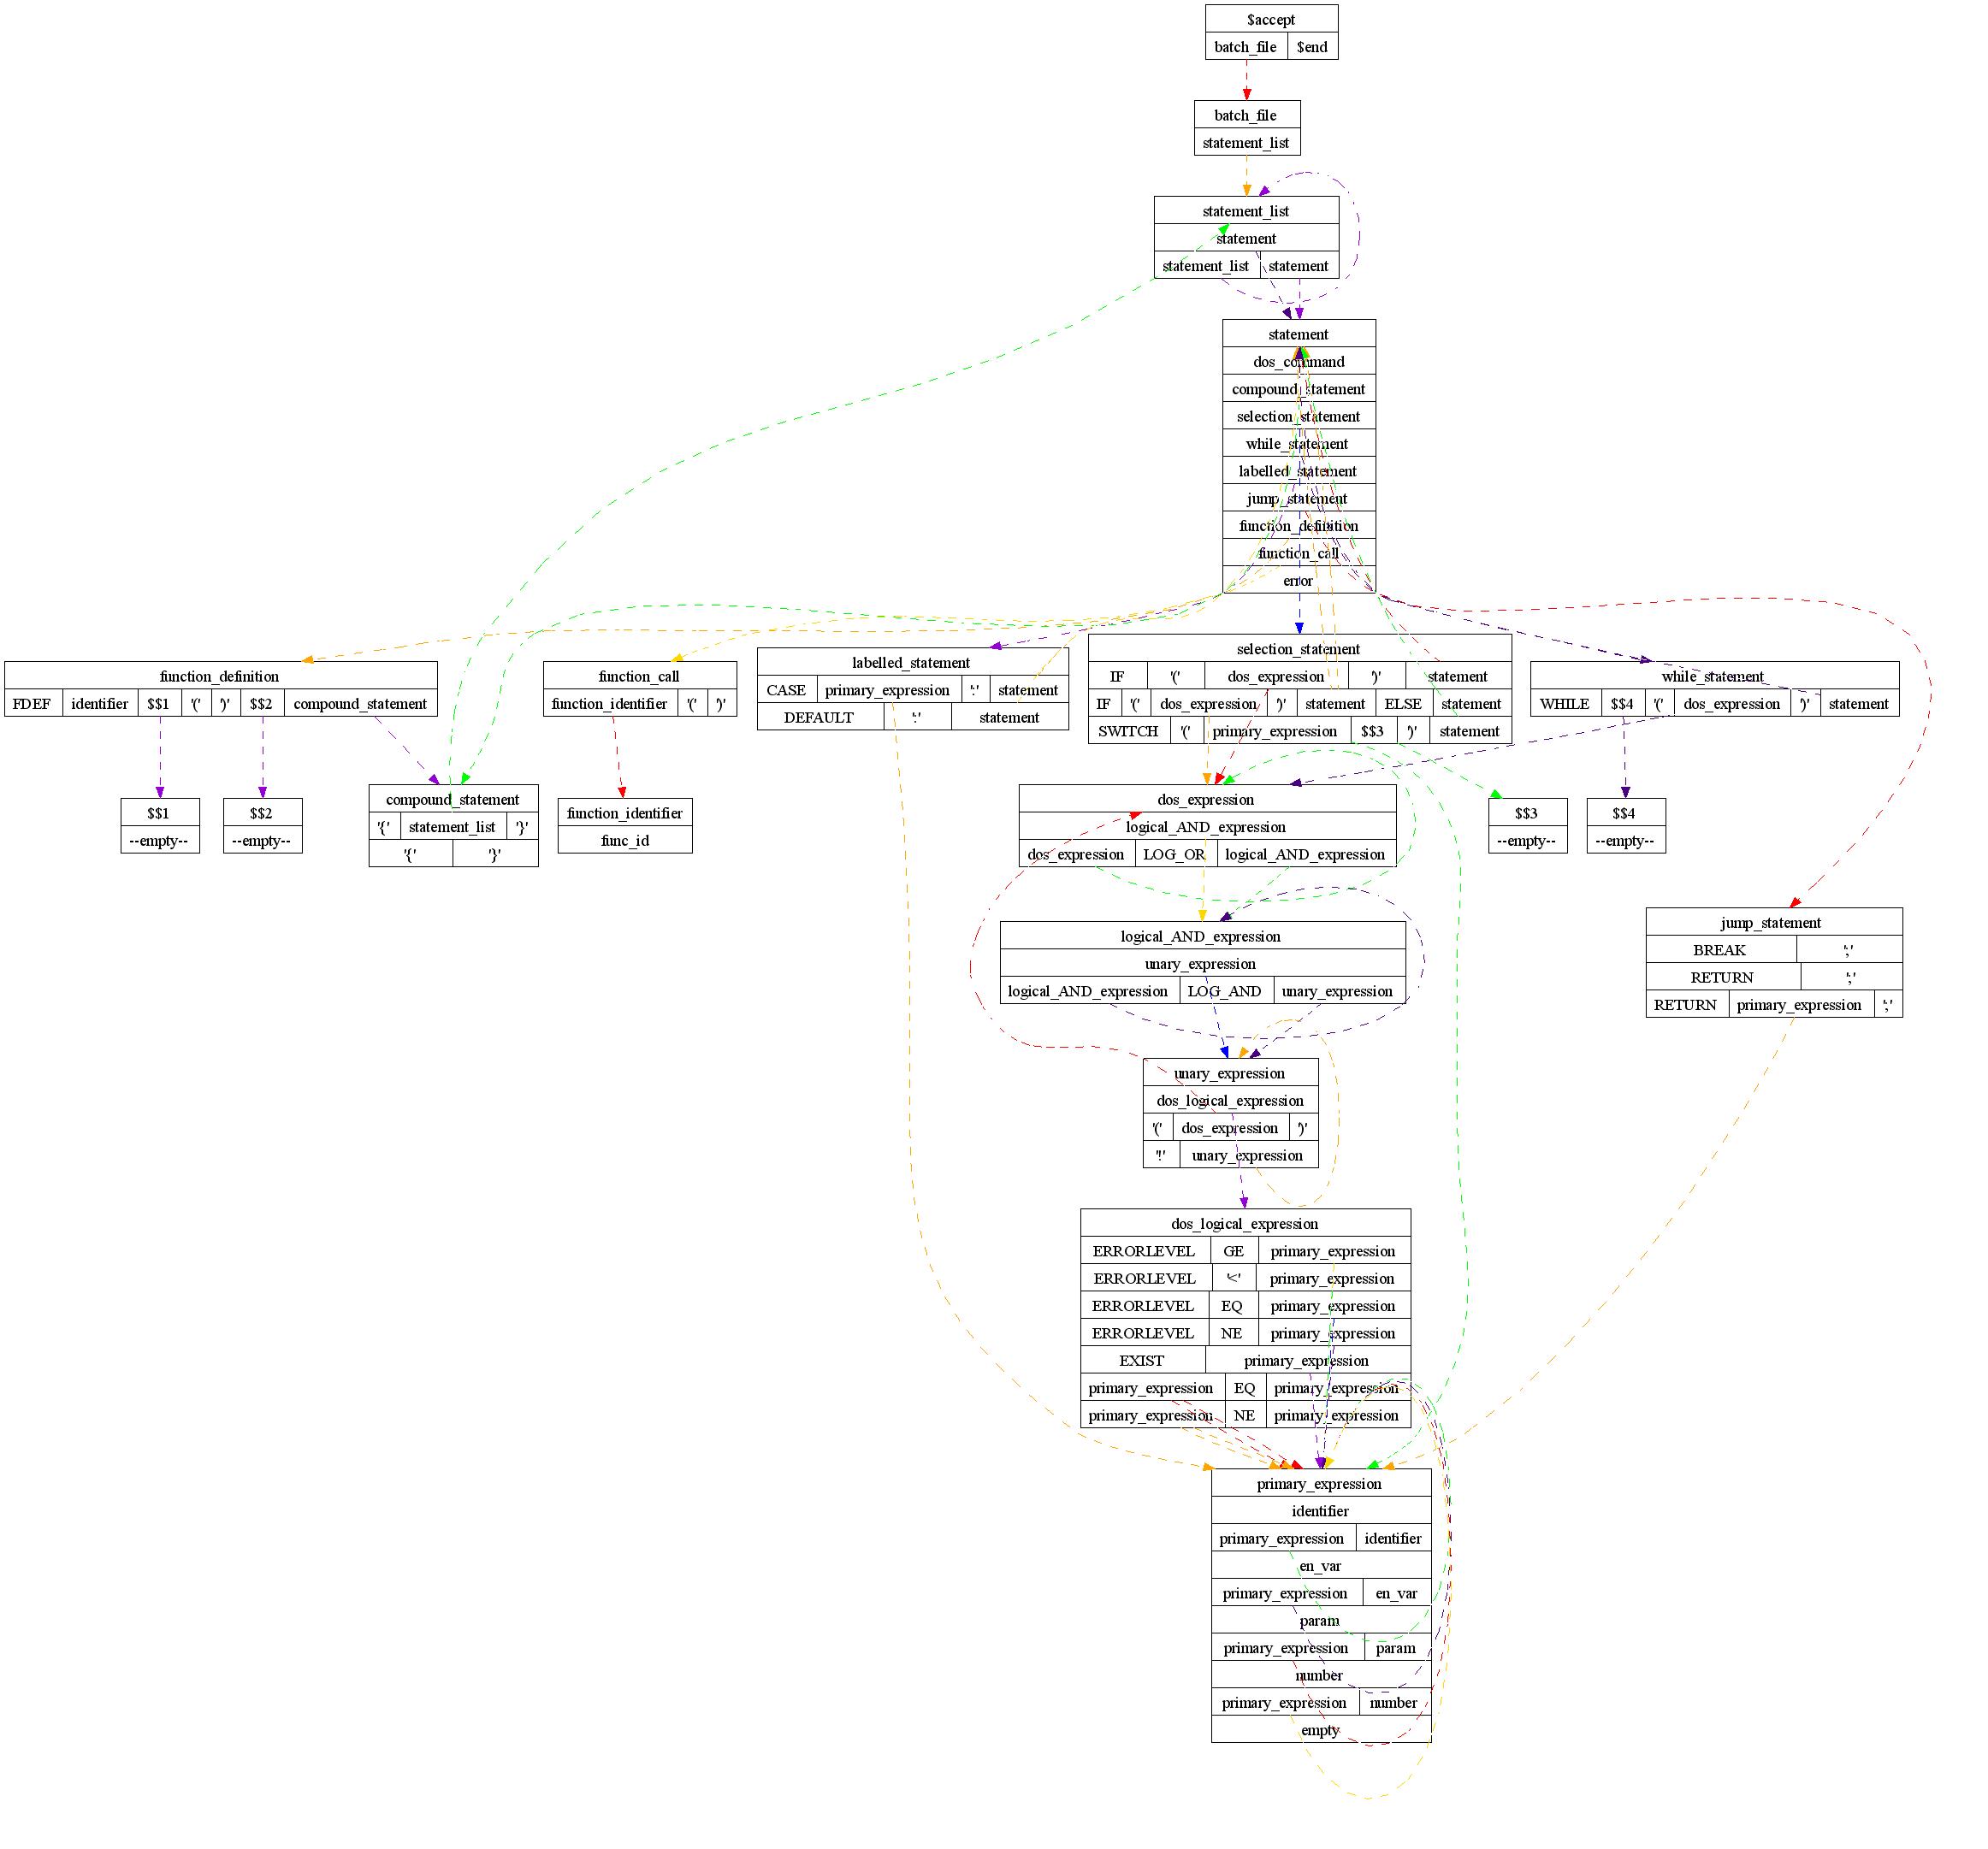 $accept
batch_file $end
batch_file
statement_list
statement_list
statement
statement_list statement
statement
dos_command
compound_statement
selection_statement
while_statement
labelled_statement
jump_statement
function_definition
function_call
error
function_definition
FDEF identifier $$1 '(' ')' $$2 compound_statement
function_call
function_identifier '(' ')'
labelled_statement
CASE primary_expression ':' statement
DEFAULT ':' statement
selection_statement
IF '(' dos_expression ')' statement
IF '(' dos_expression ')' statement ELSE statement
SWITCH '(' primary_expression $$3 ')' statement
while_statement
WHILE $$4 '(' dos_expression ')' statement
$$1
--empty--
$$2
--empty--
compound_statement
'{' statement_list '}'
'{' '}'
function_identifier
func_id
dos_expression
logical_AND_expression
dos_expression LOG_OR logical_AND_expression
$$3
--empty--
$$4
--empty--
logical_AND_expression
unary_expression
logical_AND_expression LOG_AND unary_expression
jump_statement
BREAK ';'
RETURN ';'
RETURN primary_expression ';'
unary_expression
dos_logical_expression
'(' dos_expression ')'
'!' unary_expression
dos_logical_expression
ERRORLEVEL GE primary_expression
ERRORLEVEL '<' primary_expression
ERRORLEVEL EQ primary_expression
ERRORLEVEL NE primary_expression
EXIST primary_expression
primary_expression EQ primary_expression
primary_expression NE primary_expression
primary_expression
identifier
primary_expression identifier
en_var
primary_expression en_var
param
primary_expression param
number
primary_expression number
empty